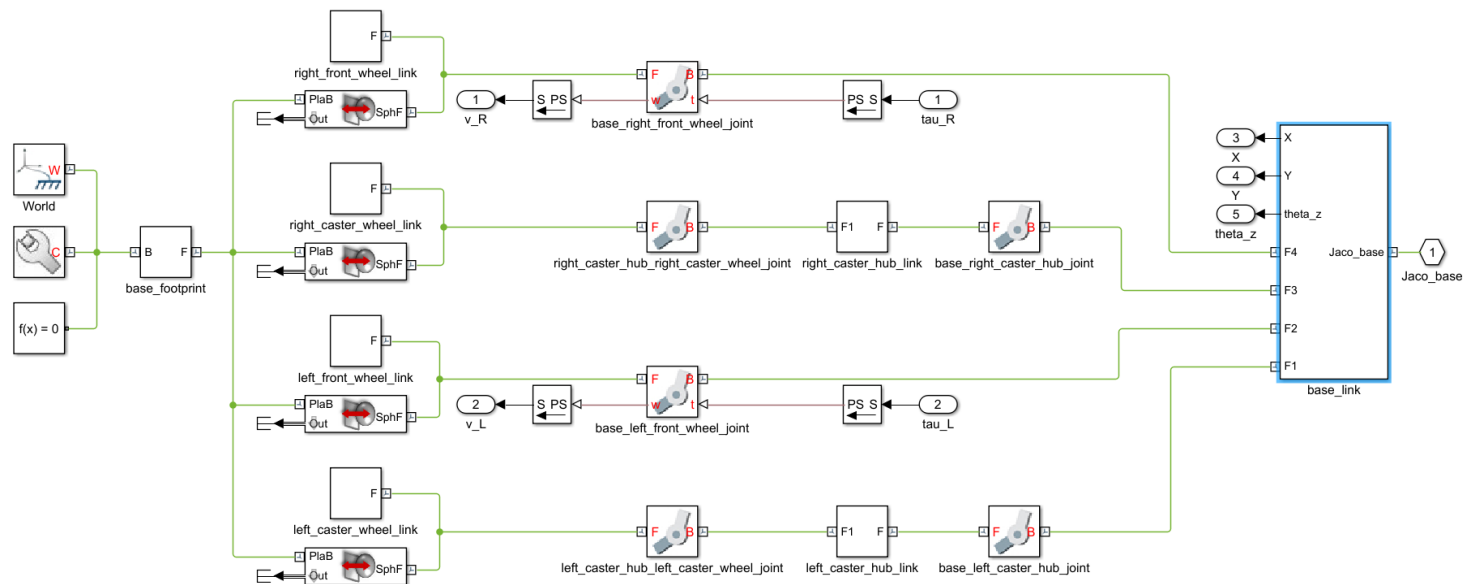 F
right_front_wheel_link
PlaB
Out
SphF
1
v_R
S PS
F
B
w
t
base_right_front_wheel_joint
PS S
1
tau_R
W
World
C
f(x) = 0
B
F
base_footprint
F
right_caster_wheel_link
PlaB
Out
SphF
F
B
right_caster_hub_right_caster_wheel_joint
F1
F
right_caster_hub_link
F
B
base_right_caster_hub_joint
F
left_front_wheel_link
PlaB
Out
SphF
2
v_L
S PS
F
B
w
t
base_left_front_wheel_joint
PS S
2
tau_L
F
left_caster_wheel_link
PlaB
Out
SphF
F
B
left_caster_hub_left_caster_wheel_joint
F1
F
left_caster_hub_link
F
B
base_left_caster_hub_joint
3
X
4
Y
5
theta_z
X
Y
theta_z
F4
F3
F2
F1
Jaco_base
base_link
1
Jaco_base